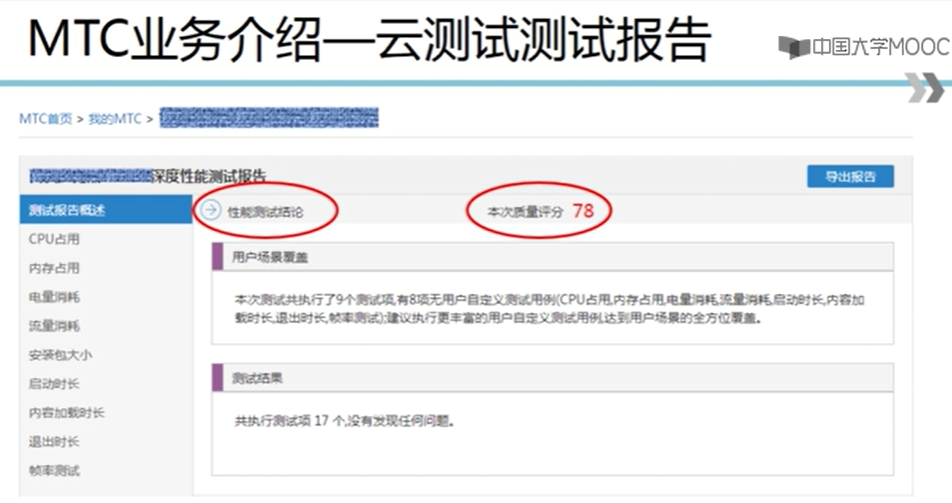 MTC业务介绍—云测试测试报告
中国大学MOOC
MTC首页 > 我的MTC >
深度性能测试报告
导出报告
测试报告概述
性能测试结论
本次质量评分 78
CPU占用
内存占用
电量消耗
流量消耗
安装包大小
启动时长
内容加载时长
退出时长
帧率测试
用户场景覆盖
本次测试共执行了9个测试项,有8项无用户自定义测试用例(CPU占用,内存占用,电量消耗,流量消耗,启动时长,内容加
载时长,退出时长,帧率测试);建议执行更丰富的用户自定义测试用例,达到用户场景的全方位覆盖。
测试结果
共执行测试项 17 个,没有发现任何问题。